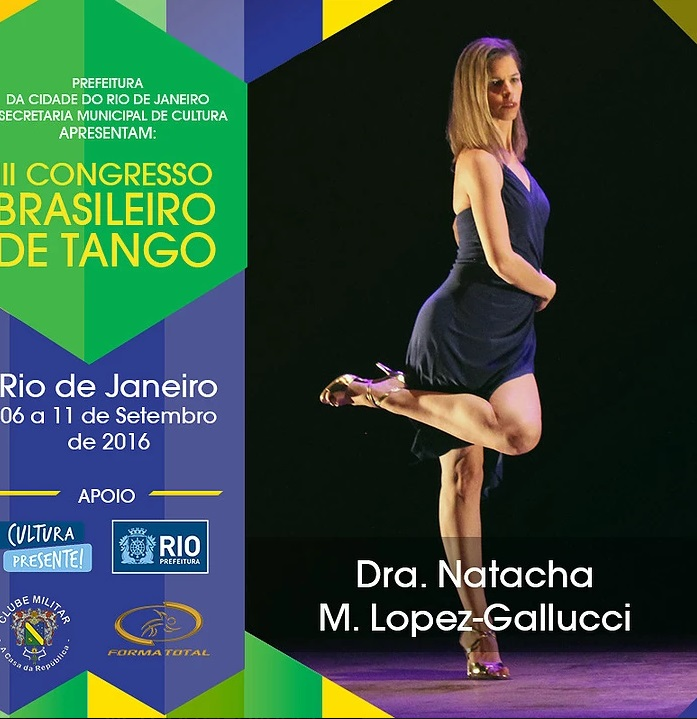 PREFEITURA
DA CIDADE DO RIO DE JANEIRO
SECRETARIA MUNICIPAL DE CULTURA
APRESENTAM:
II CONGRESSO
BRASILEIRO
DE TANGO
Rio de Janeiro
06 a 11 de Setembro
de 2016
APOIO
CULTURA
PRESENTE!
RIO
PREFEITURA
CLUBE MILITAR
A Casa da República
FORMA TOTAL
Dra. Natacha
M. Lopez-Gallucci